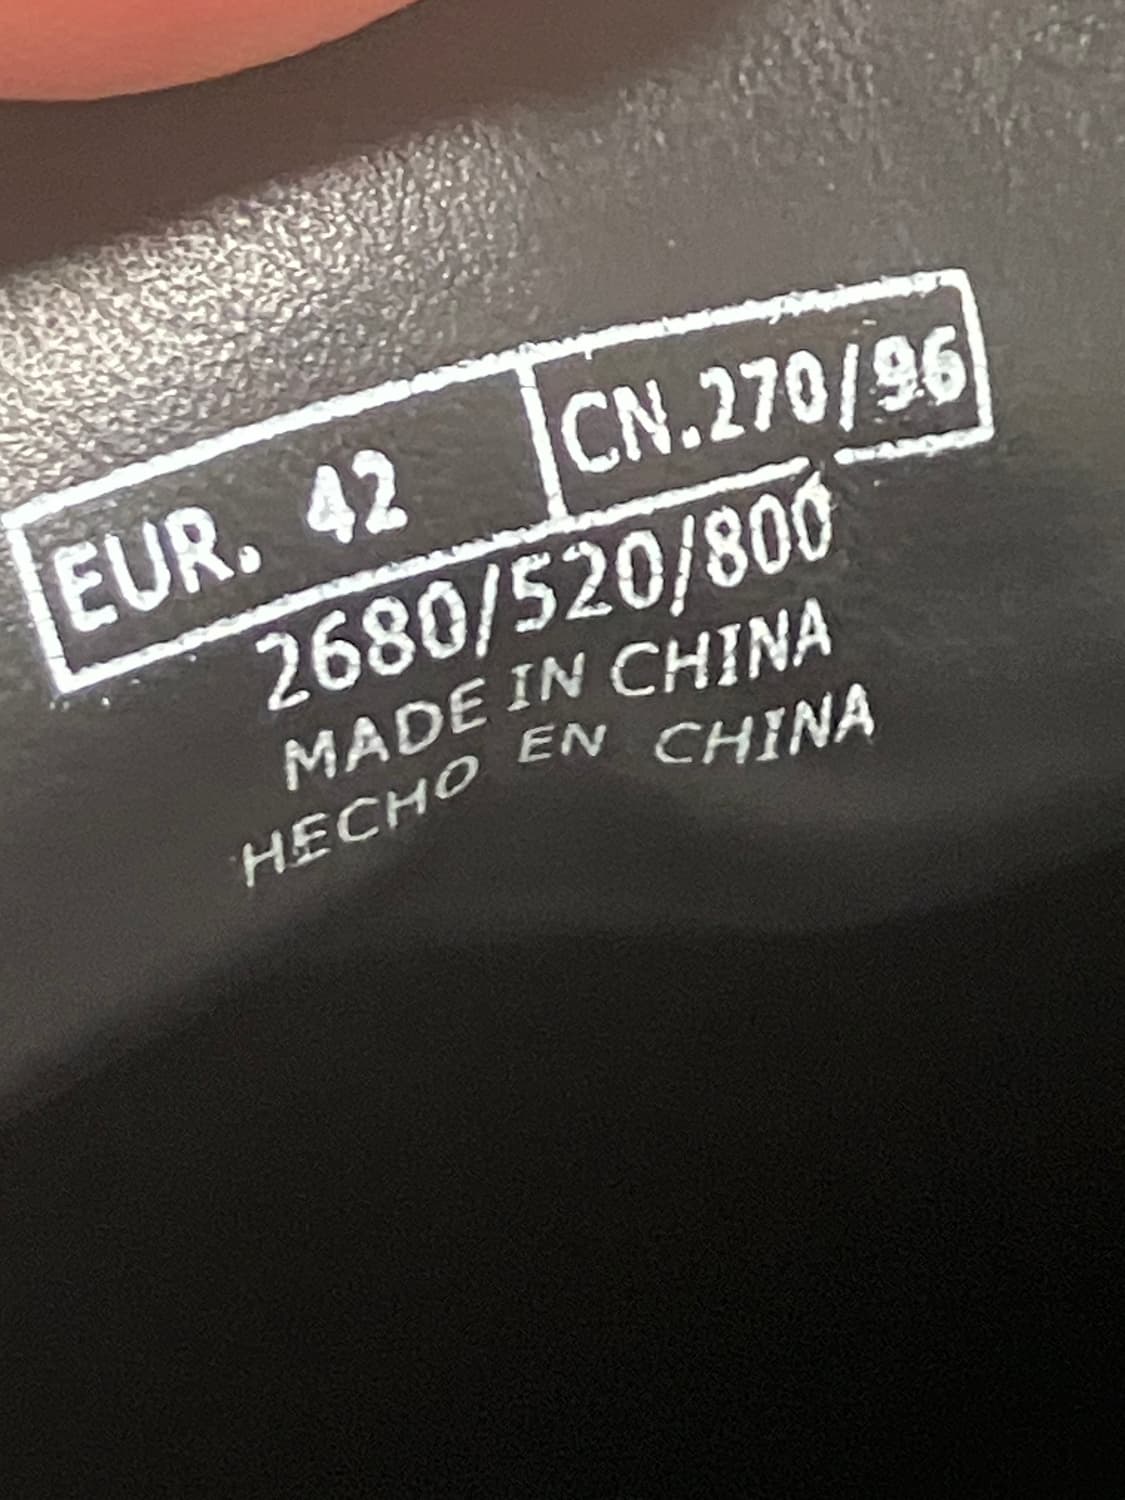 EUR. 42 CN.270/96
2680/520/800
MADE IN CHINA
HECHO EN CHINA